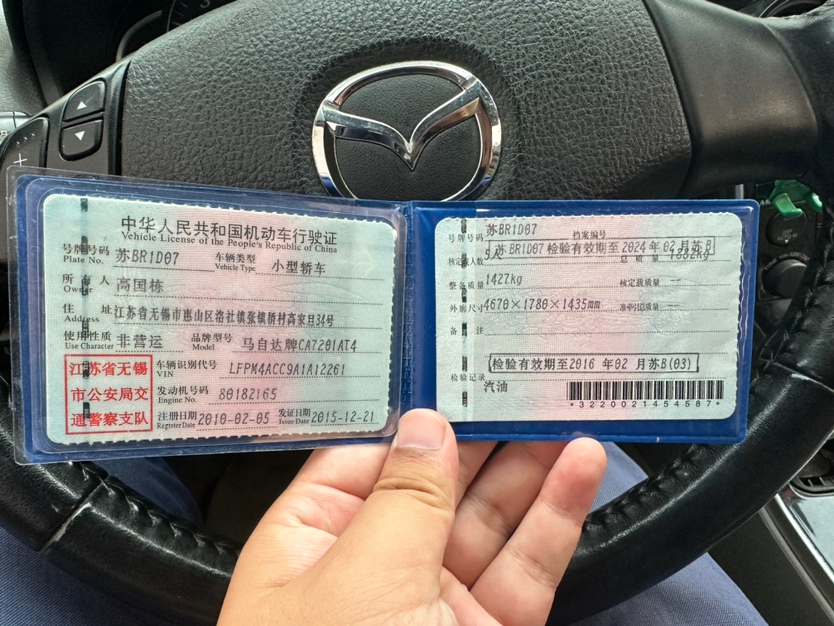 中华人民共和国机动车行驶证
Vehicle License of the People's Republic of China
号牌号码 苏BR1D07 车辆类型 小型轿车
Plate No. Vehicle Type
所有人 高国栋
Owner
住址 江苏省无锡市惠山区洛社镇张镇桥村高家旦34号
Address
使用性质 非营运 品牌型号 马自达牌CA7201AT4
Use Character Model
江苏省无锡
市公安局交
通警察支队
车辆识别代号 LFPM4ACC9A1A12261
VIN
发动机号码 80182165
Engine No.
注册日期 2010-02-05 发证日期 2015-12-21
Register Date Issue Date
号牌号码 苏BR1D07 档案编号
苏BR1D07 检验有效期至2024年02月苏B
核定载人数 5人 总质量
整备质量 1427kg 核定载质量 --
外廓尺寸 4670×1780×1435mm 准牵引总质量 --
备注
检验有效期至2016年02月苏B(03)
检验记录
汽油
*3220021454587*